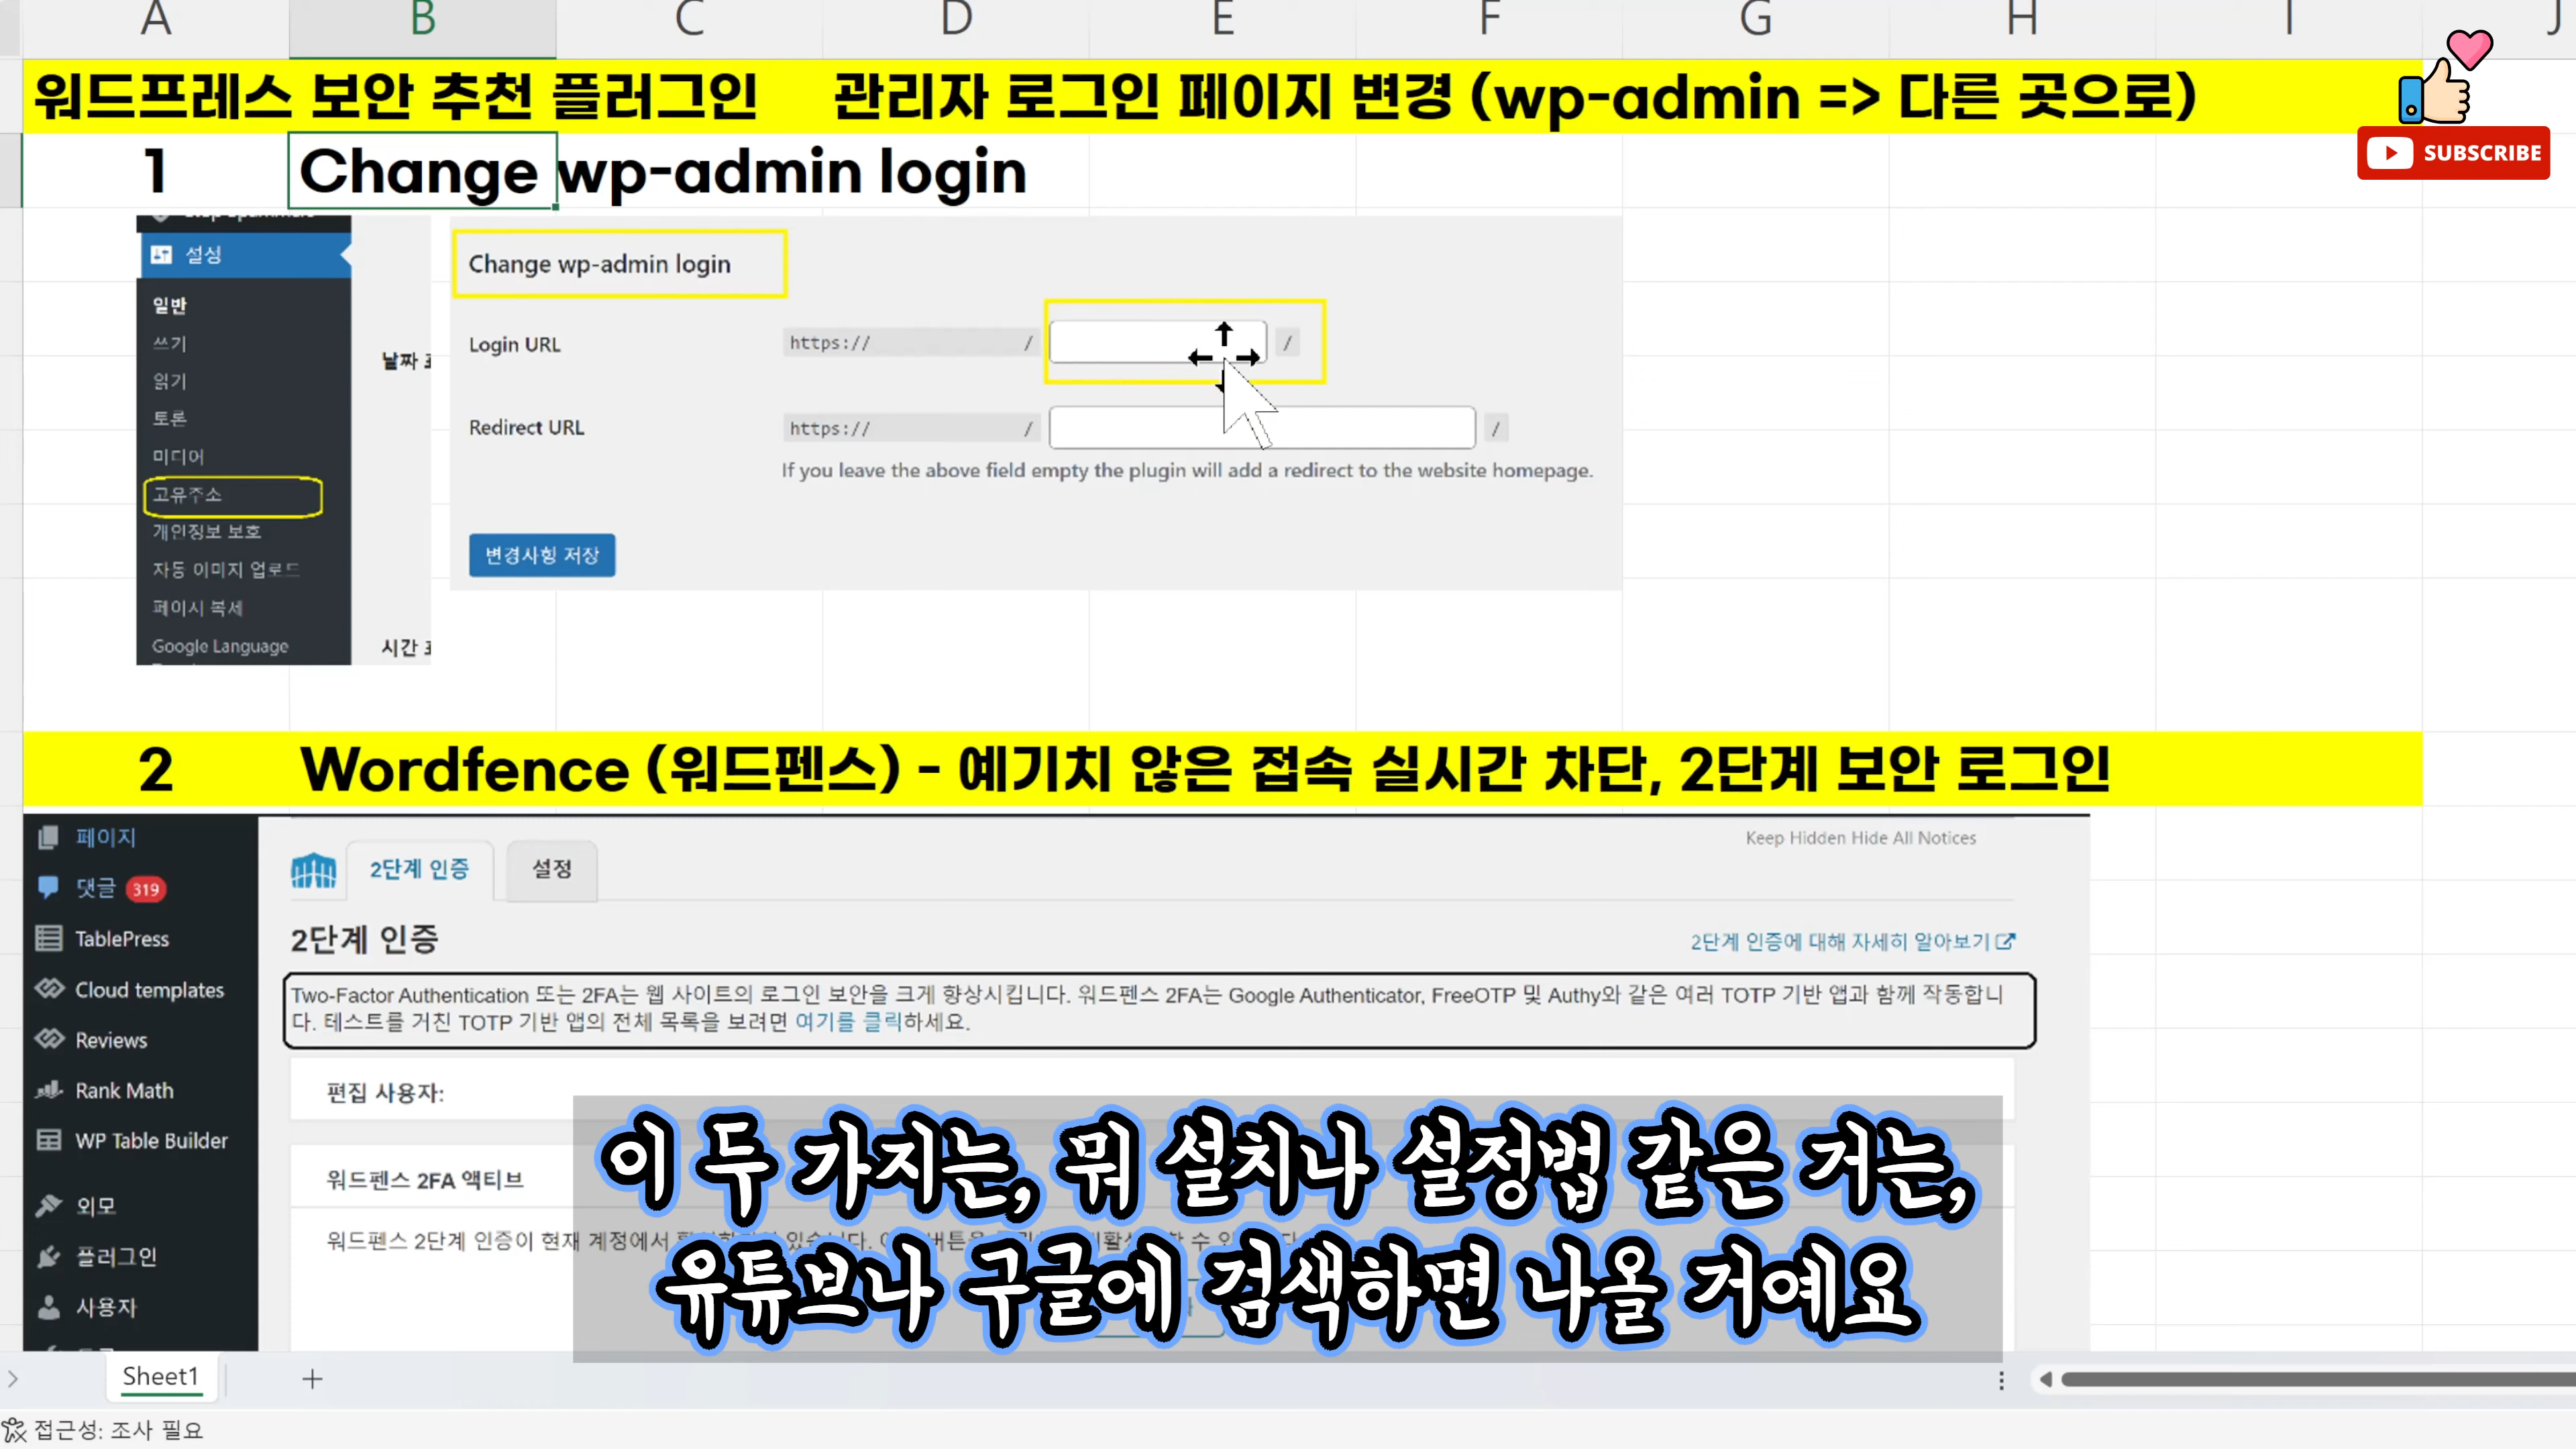 A B C D E F G H I J
워드프레스 보안 추천 플러그인 관리자 로그인 페이지 변경 (wp-admin => 다른 곳으로)
SUBSCRIBE
1 Change wp-admin login
설정
일반
쓰기
읽기
토론
미디어
고유주소
개인정보 보호
자동 이미지 업로드
페이지 복제
Google Language
날짜
시간
Change wp-admin login
Login URL https:// / /
Redirect URL https:// / /
If you leave the above field empty the plugin will add a redirect to the website homepage.
변경사항 저장
2 Wordfence (워드펜스) - 예기치 않은 접속 실시간 차단, 2단계 보안 로그인
페이지
댓글 319
TablePress
Cloud templates
Reviews
Rank Math
WP Table Builder
외모
플러그인
사용자
Keep Hidden Hide All Notices
2단계 인증 설정
2단계 인증
2단계 인증에 대해 자세히 알아보기
Two-Factor Authentication 또는 2FA는 웹 사이트의 로그인 보안을 크게 향상시킵니다. 워드펜스 2FA는 Google Authenticator, FreeOTP 및 Authy와 같은 여러 TOTP 기반 앱과 함께 작동합니
다. 테스트를 거친 TOTP 기반 앱의 전체 목록을 보려면 여기를 클릭하세요.
편집 사용자:
워드펜스 2FA 액티브
워드펜스 2단계 인증이 현재 계정에서
이 두 가지는, 뭐 설치나 설정법 같은 거는,
유튜브나 구글에 검색하면 나올 거예요
Sheet1 +
접근성: 조사 필요